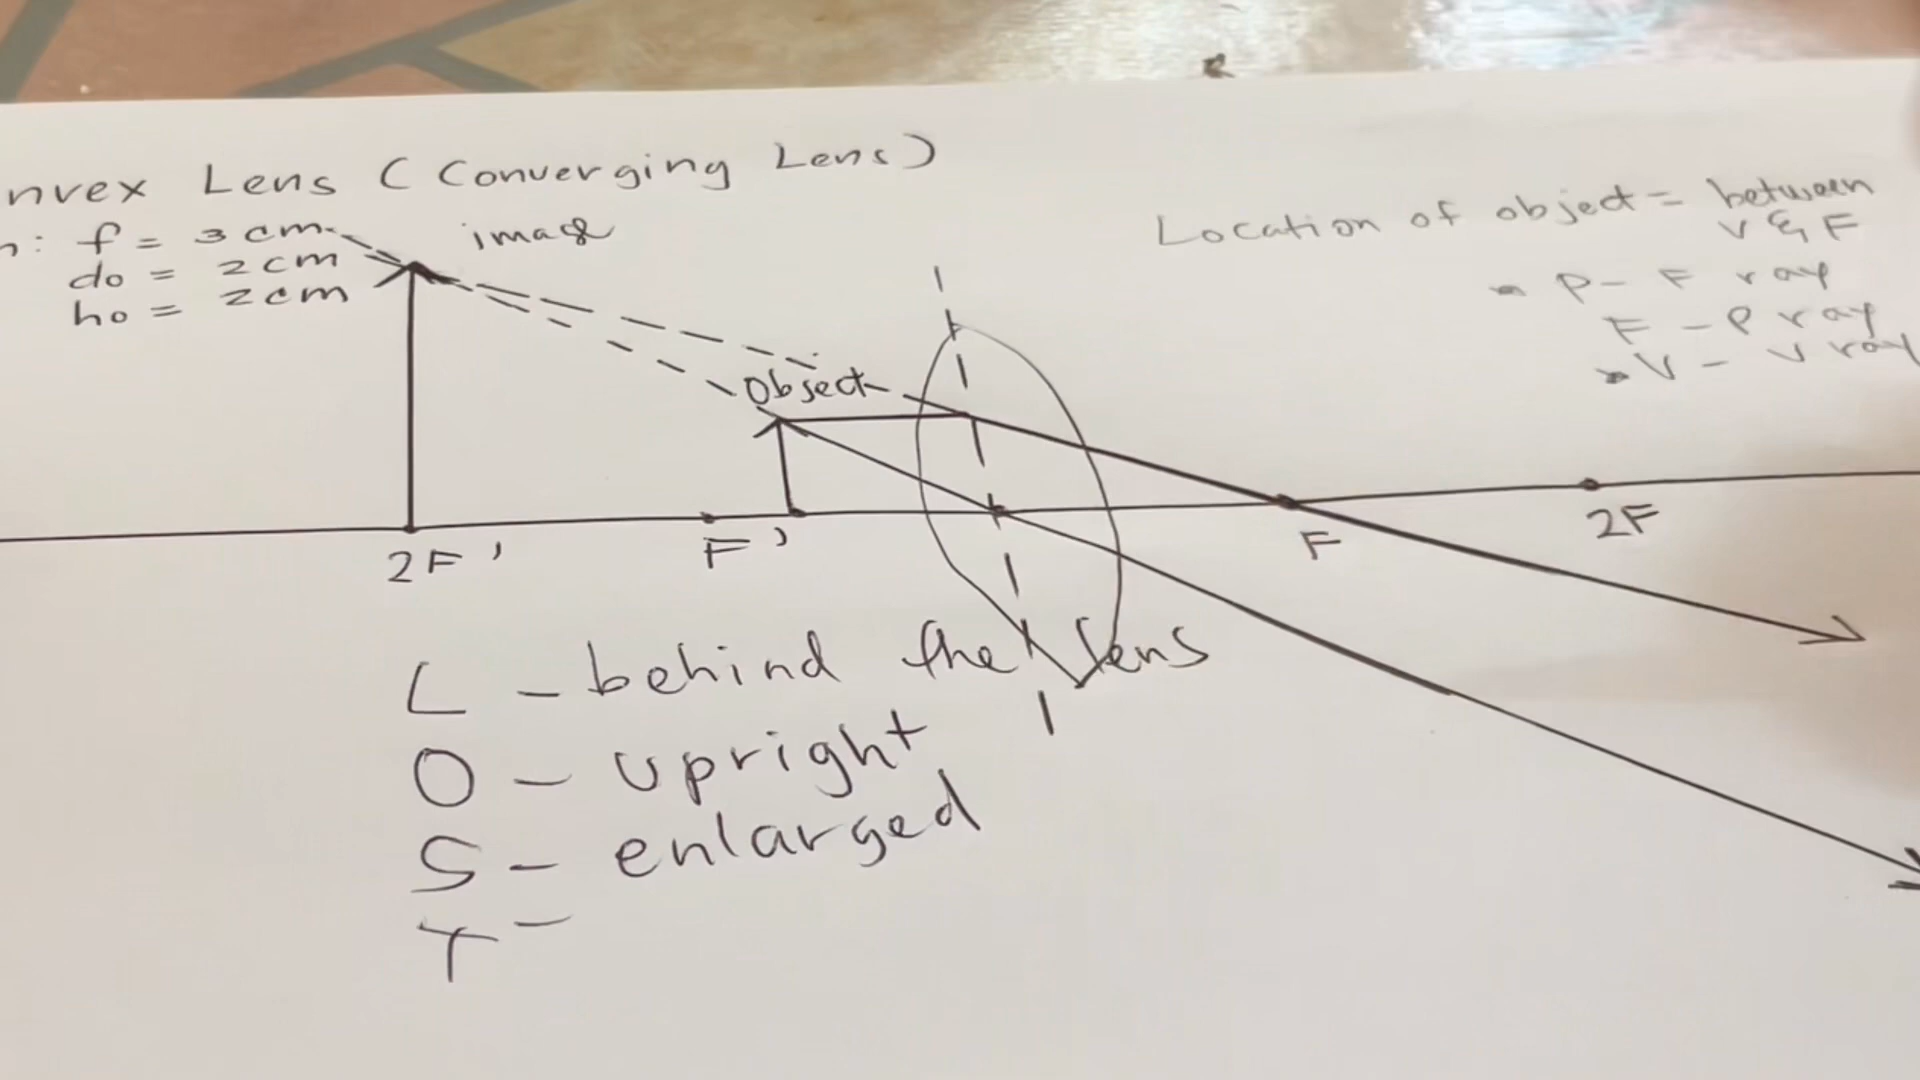 nvex Lens (Converging Lens)
n: f = 3 cm
do = 2 cm
ho = 2 cm
image
Location of object = between
V & F
P - F ray
F - P ray
V - V ray
Object
2F'
F'
F
2F
L - behind the lens
O - upright
S - enlarged
T -